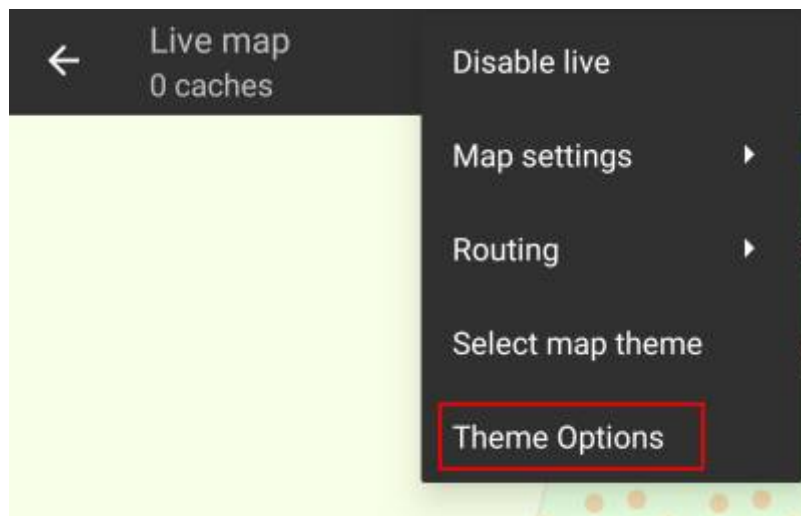 Live map
0 caches
Disable live
Map settings
Routing
Select map theme
Theme Options